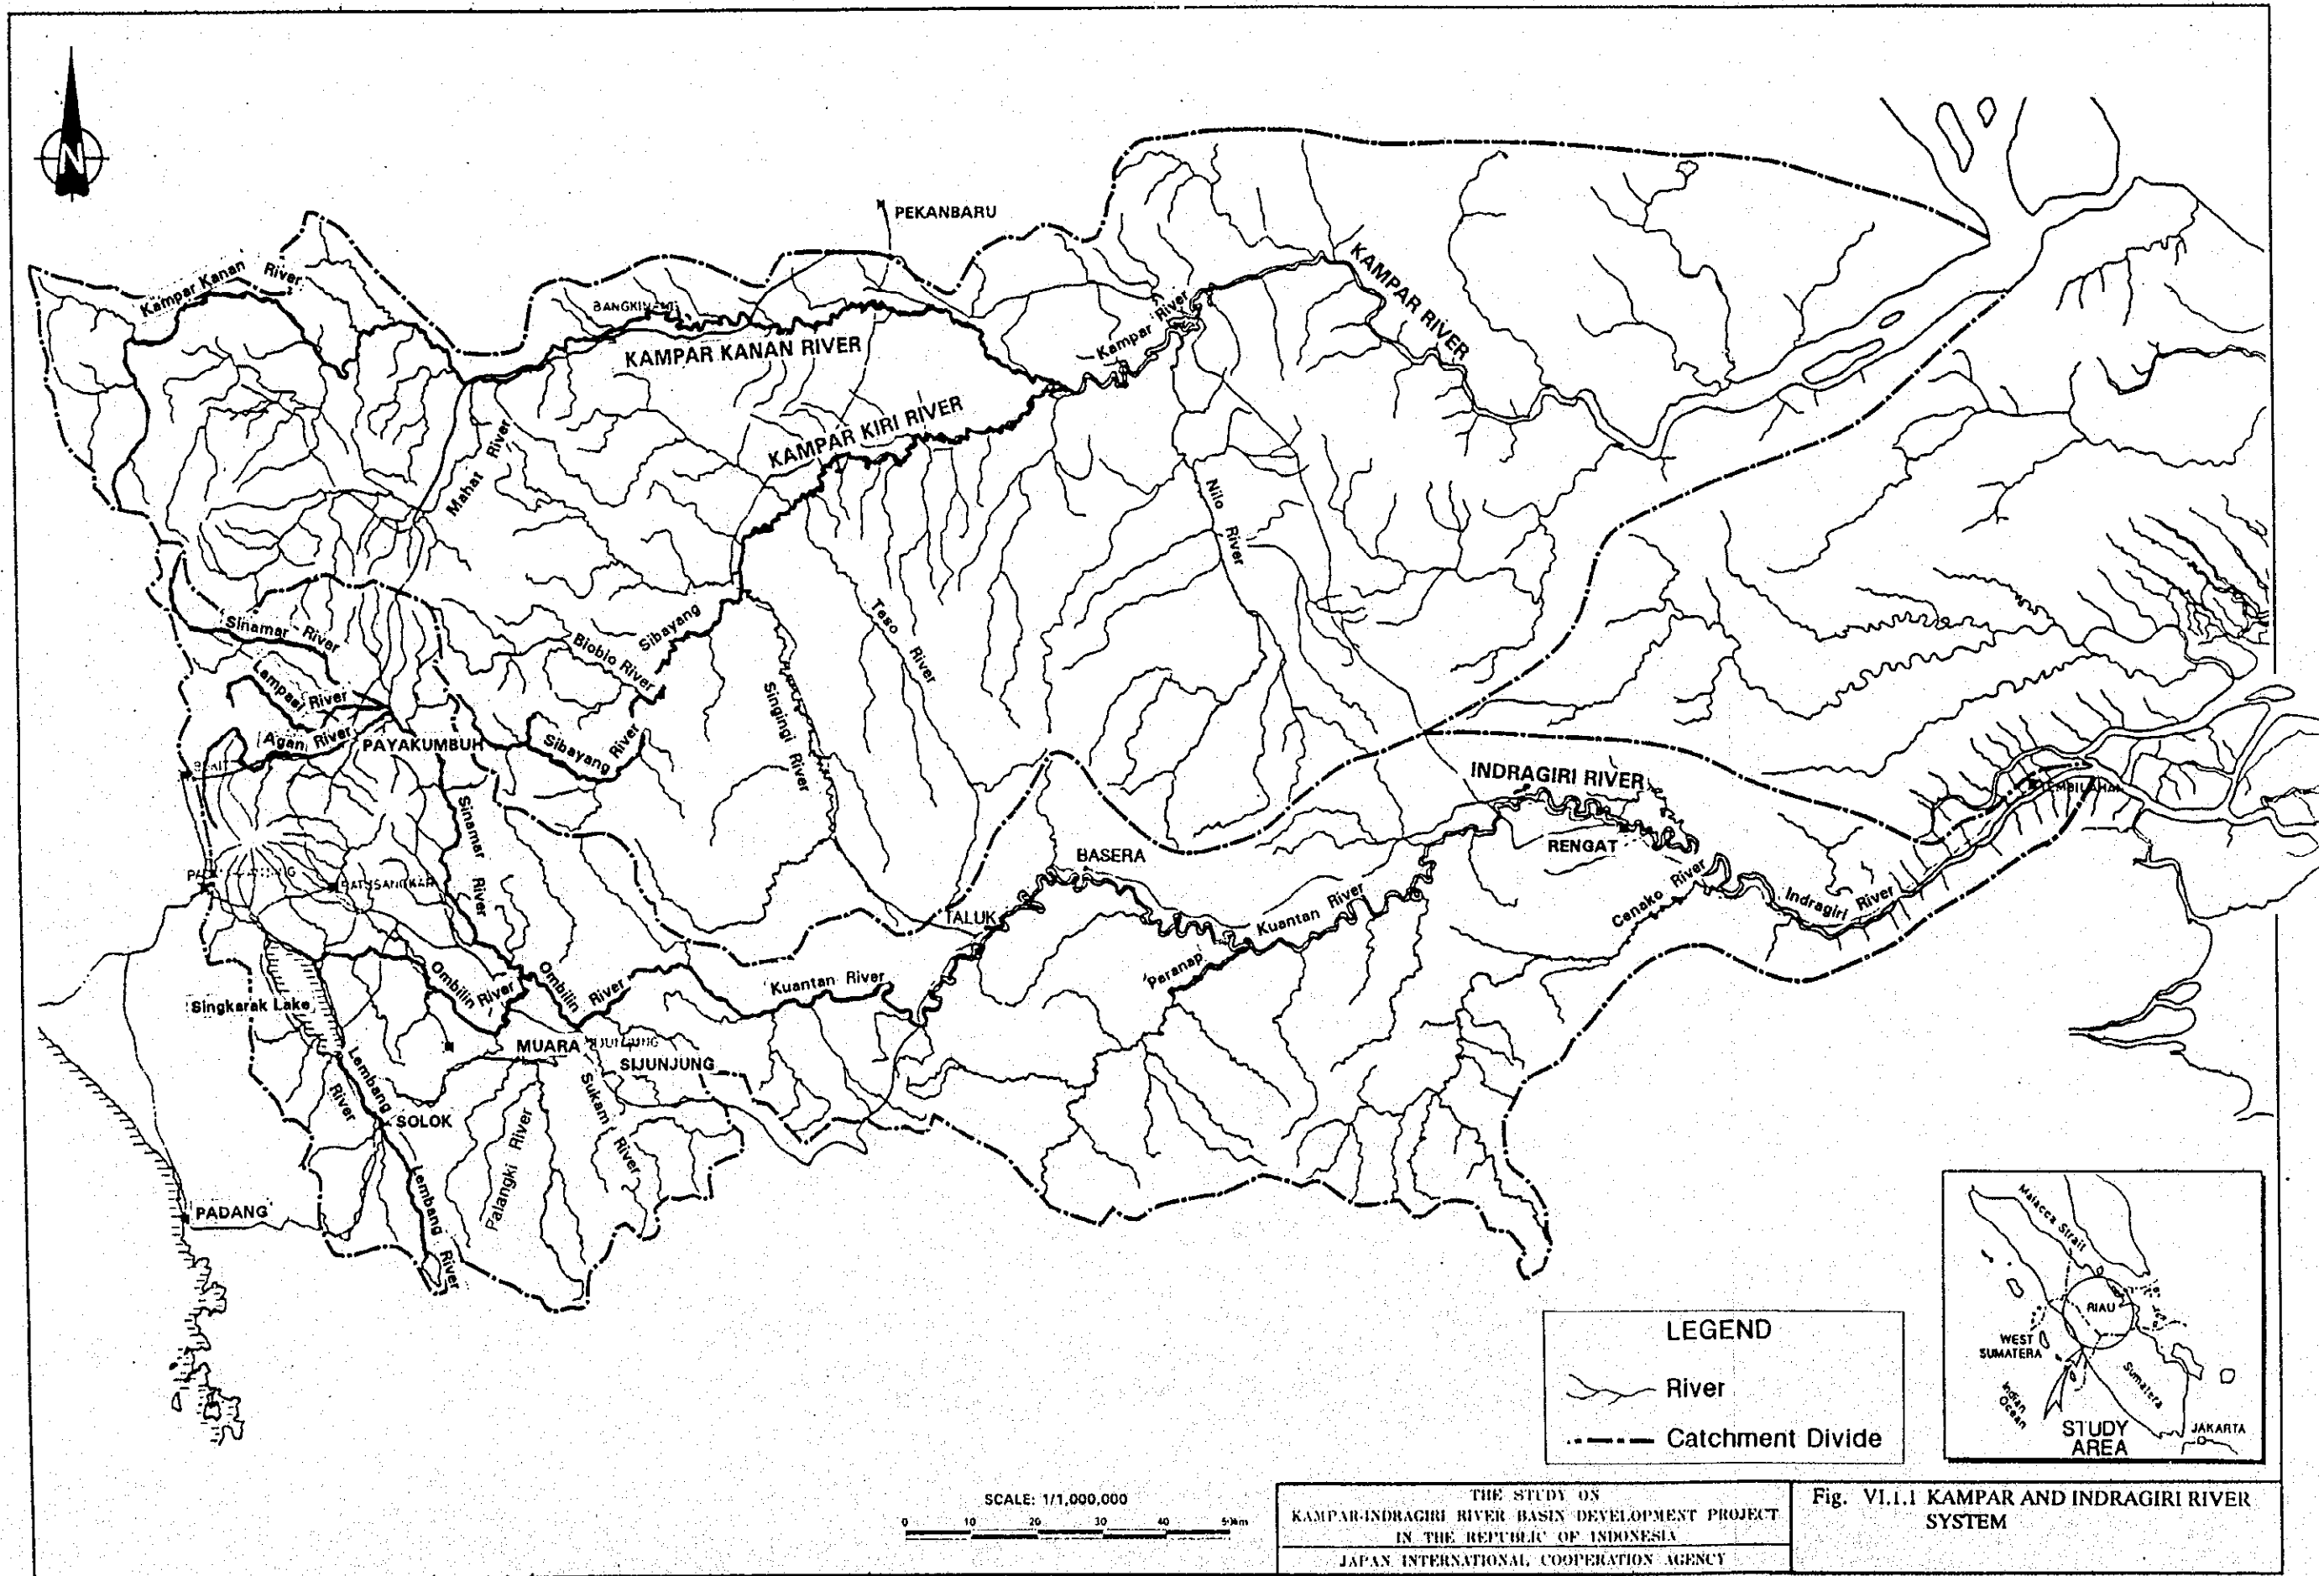 N
PEKANBARU
Kampar Kanan River
KAMPAR KANAN RIVER
Kampar River
KAMPAR RIVER
KAMPAR KIRI RIVER
Mahat River
Nilo River
Sinamar River
Lampasi River
Agam River
PAYAKUMBUH
Biobio River
Sibayang
Sibayang River
Singingi River
Teso River
Sinamar River
INDRAGIRI RIVER
RENGAT
BASERA
TALUK
Kuantan River
Cenako River
Indragiri River
Peranap
Ombilin River
Ombilin River
Kuantan River
Singkarak Lake
MUARA
SIJUNJUNG
Lembang River
SOLOK
Lembang River
Palangki River
Sukam River
PADANG
Malacca Strait
RIAU
WEST
SUMATERA
Sumatera
Indian
Ocean
STUDY
AREA
JAKARTA
LEGEND
River
Catchment Divide
SCALE: 1/1,000,000
0 10 20 30 40 50km
THE STUDY ON
KAMPAR-INDRAGIRI RIVER BASIN DEVELOPMENT PROJECT
IN THE REPUBLIC OF INDONESIA
JAPAN INTERNATIONAL COOPERATION AGENCY
Fig. VI.1.1 KAMPAR AND INDRAGIRI RIVER
SYSTEM